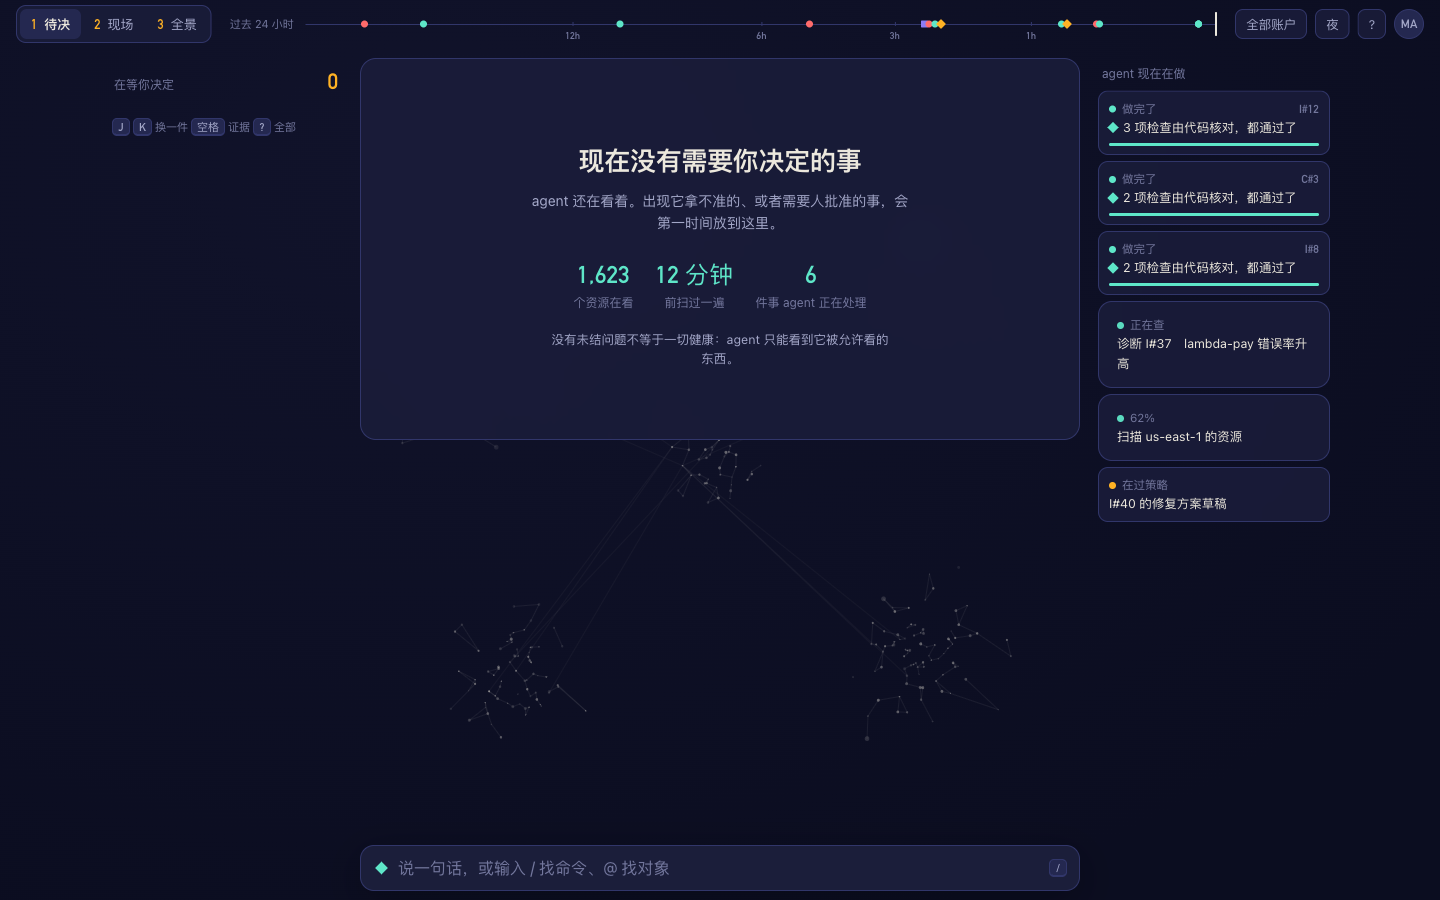 1 待决 2 现场 3 全景
过去 24 小时
12h 6h 3h 1h
全部账户 夜 ? MA
在等你决定 0
J K 换一件 空格 证据 ? 全部
现在没有需要你决定的事
agent 还在看着。出现它拿不准的、或者需要人批准的事，会
第一时间放到这里。
1,623 12 分钟 6
个资源在看 前扫过一遍 件事 agent 正在处理
没有未结问题不等于一切健康：agent 只能看到它被允许看的
东西。
agent 现在在做
做完了 I#12
3 项检查由代码核对，都通过了
做完了 C#3
2 项检查由代码核对，都通过了
做完了 I#8
2 项检查由代码核对，都通过了
正在查
诊断 I#37 lambda-pay 错误率升
高
62%
扫描 us-east-1 的资源
在过策略
I#40 的修复方案草稿
说一句话，或输入 / 找命令、@ 找对象 /